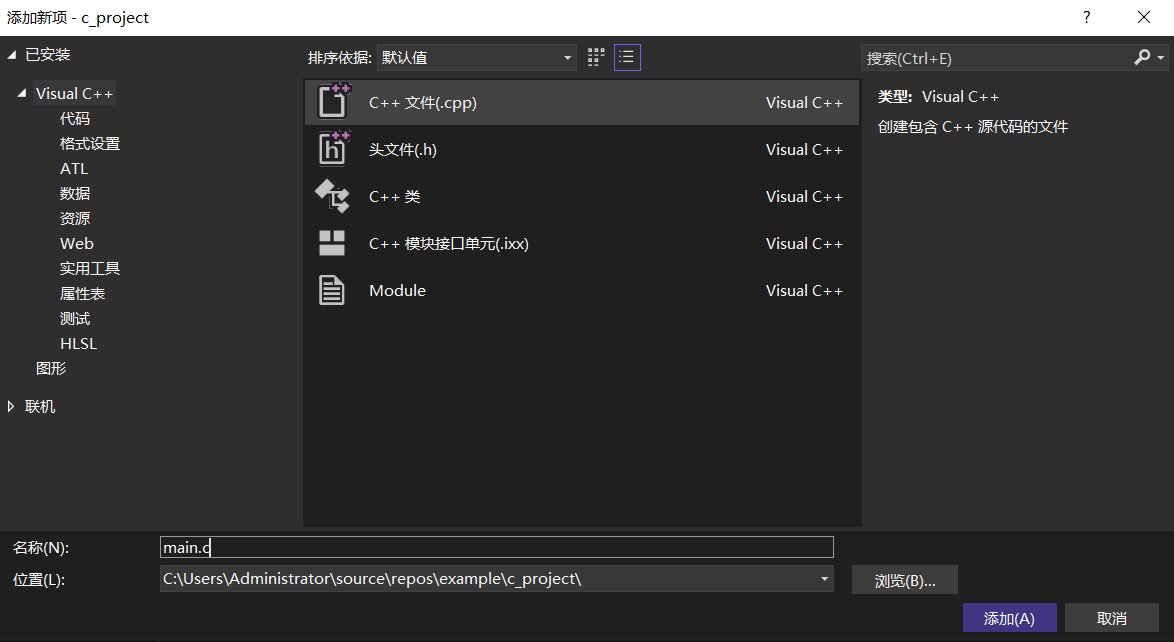 添加新项 - c_project
?
已安装
排序依据: 默认值
搜索(Ctrl+E)
Visual C++
代码
格式设置
ATL
数据
资源
Web
实用工具
属性表
测试
HLSL
图形
联机
C++ 文件(.cpp) Visual C++
头文件(.h) Visual C++
C++ 类 Visual C++
C++ 模块接口单元(.ixx) Visual C++
Module Visual C++
类型: Visual C++
创建包含 C++ 源代码的文件
名称(N): main.c
位置(L): C:\Users\Administrator\source\repos\example\c_project\
浏览(B)...
添加(A) 取消